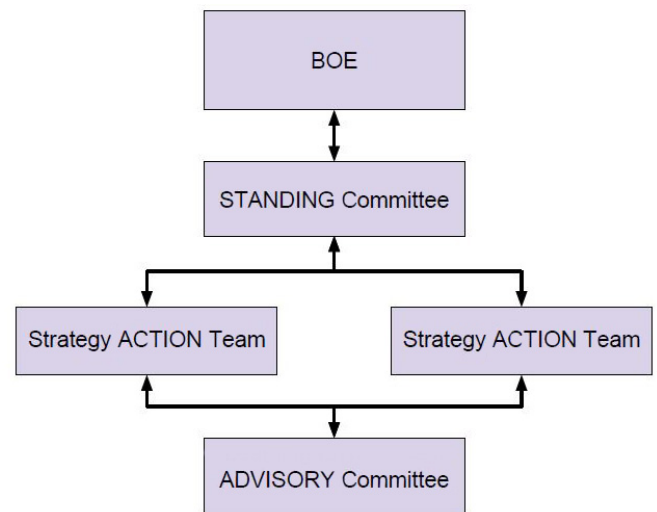 BOE
STANDING Committee
Strategy ACTION Team
Strategy ACTION Team
ADVISORY Committee